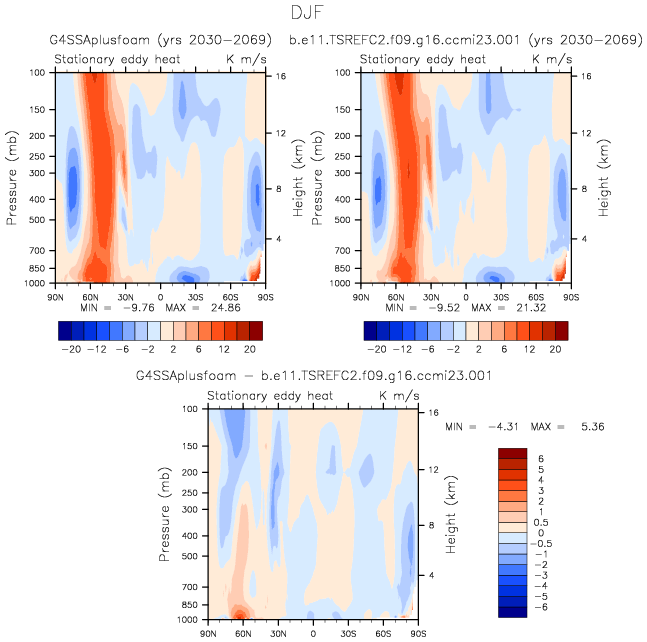 DJF
G4SSAplusfoam (yrs 2030-2069)
b.e11.TSREFC2.f09.g16.ccmi23.001 (yrs 2030-2069)
Stationary eddy heat K m/s
Stationary eddy heat K m/s
Pressure (mb)
100
150
200
250
300
400
500
700
850
1000
16
12
8
4
Height (km)
90N 60N 30N 0 30S 60S 90S
MIN = -9.76 MAX = 24.86
-20 -12 -6 -2 2 6 12 20
Pressure (mb)
100
150
200
250
300
400
500
700
850
1000
16
12
8
4
Height (km)
90N 60N 30N 0 30S 60S 90S
MIN = -9.52 MAX = 21.32
-20 -12 -6 -2 2 6 12 20
G4SSAplusfoam - b.e11.TSREFC2.f09.g16.ccmi23.001
Stationary eddy heat K m/s
Pressure (mb)
100
150
200
250
300
400
500
700
850
1000
16
12
8
4
Height (km)
90N 60N 30N 0 30S 60S 90S
MIN = -4.31 MAX = 5.36
6
5
4
3
2
1
0.5
0
-0.5
-1
-2
-3
-4
-5
-6